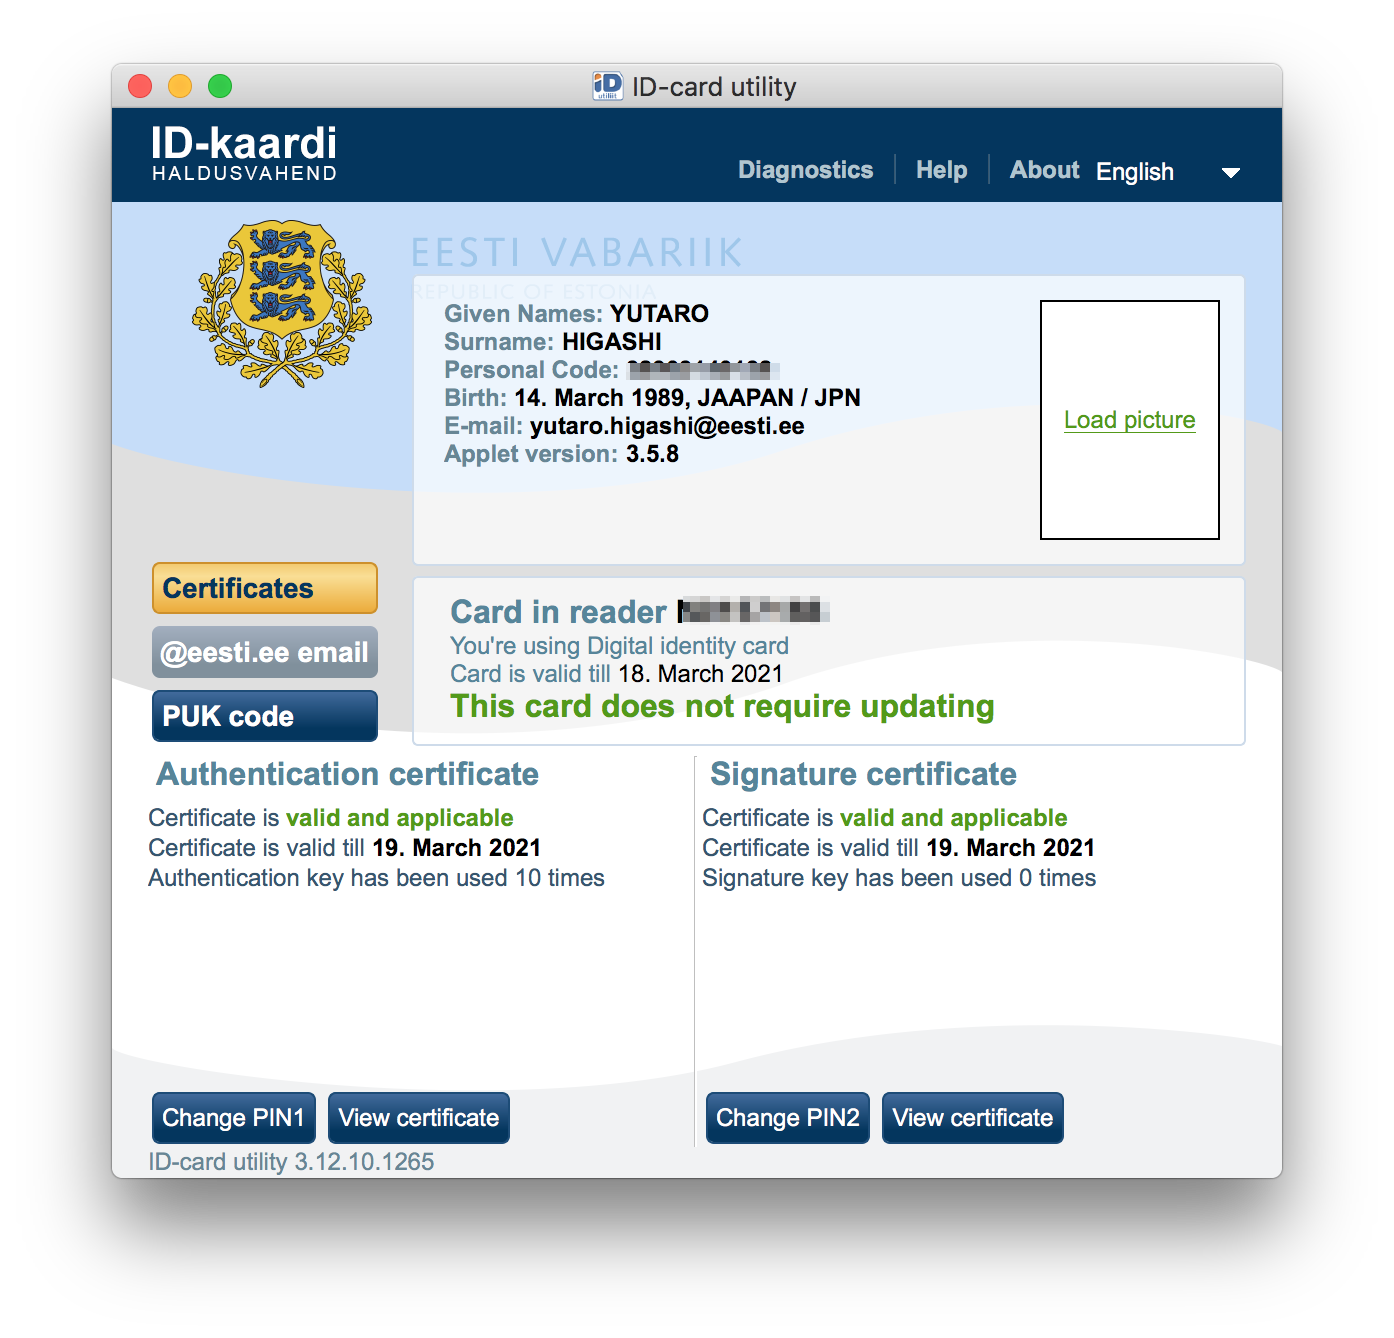 iD
utiliit
ID-card utility
ID-kaardi
HALDUSVAHEND
Diagnostics
Help
About
English
EESTI VABARIIK
REPUBLIC OF ESTONIA
Given Names: YUTARO
Surname: HIGASHI
Personal Code:
Birth: 14. March 1989, JAAPAN / JPN
E-mail: yutaro.higashi@eesti.ee
Applet version: 3.5.8
Load picture
Certificates
@eesti.ee email
PUK code
Card in reader
You're using Digital identity card
Card is valid till 18. March 2021
This card does not require updating
Authentication certificate
Certificate is valid and applicable
Certificate is valid till 19. March 2021
Authentication key has been used 10 times
Change PIN1
View certificate
Signature certificate
Certificate is valid and applicable
Certificate is valid till 19. March 2021
Signature key has been used 0 times
Change PIN2
View certificate
ID-card utility 3.12.10.1265